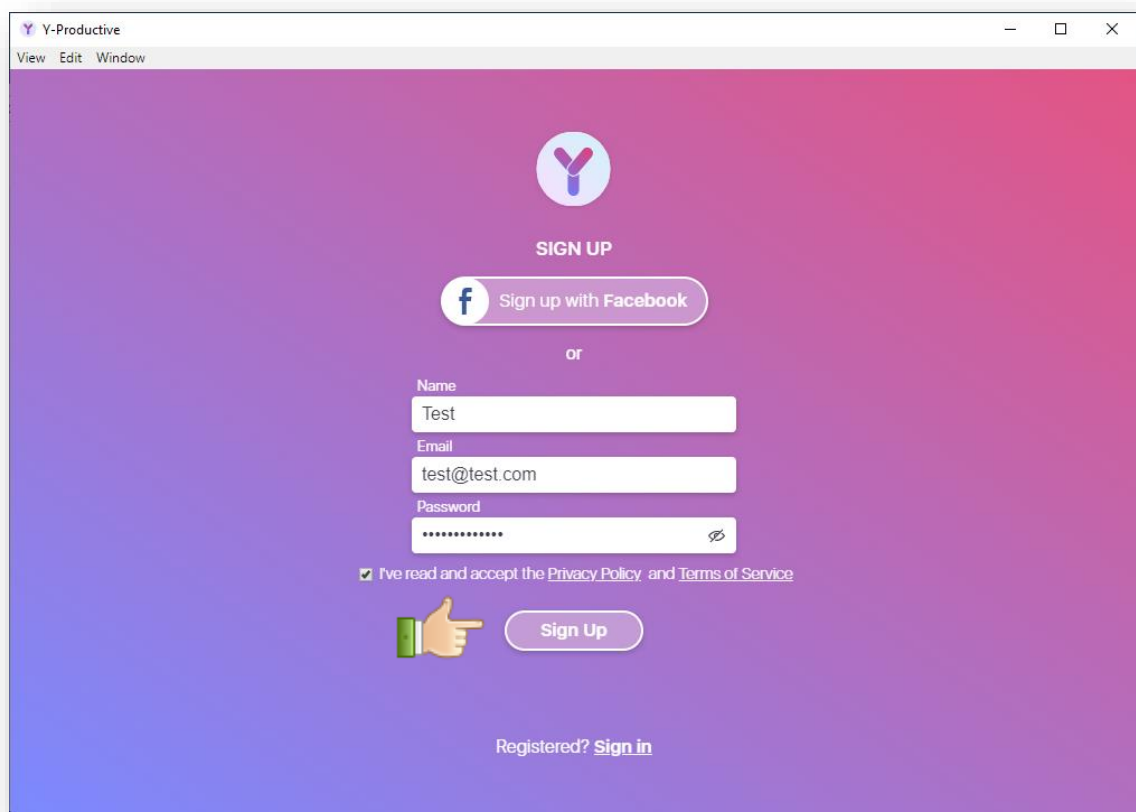 Y-Productive
View Edit Window
SIGN UP
Sign up with Facebook
or
Name
Test
Email
test@test.com
Password
•••••••••••••
I've read and accept the Privacy Policy and Terms of Service
Sign Up
Registered? Sign in